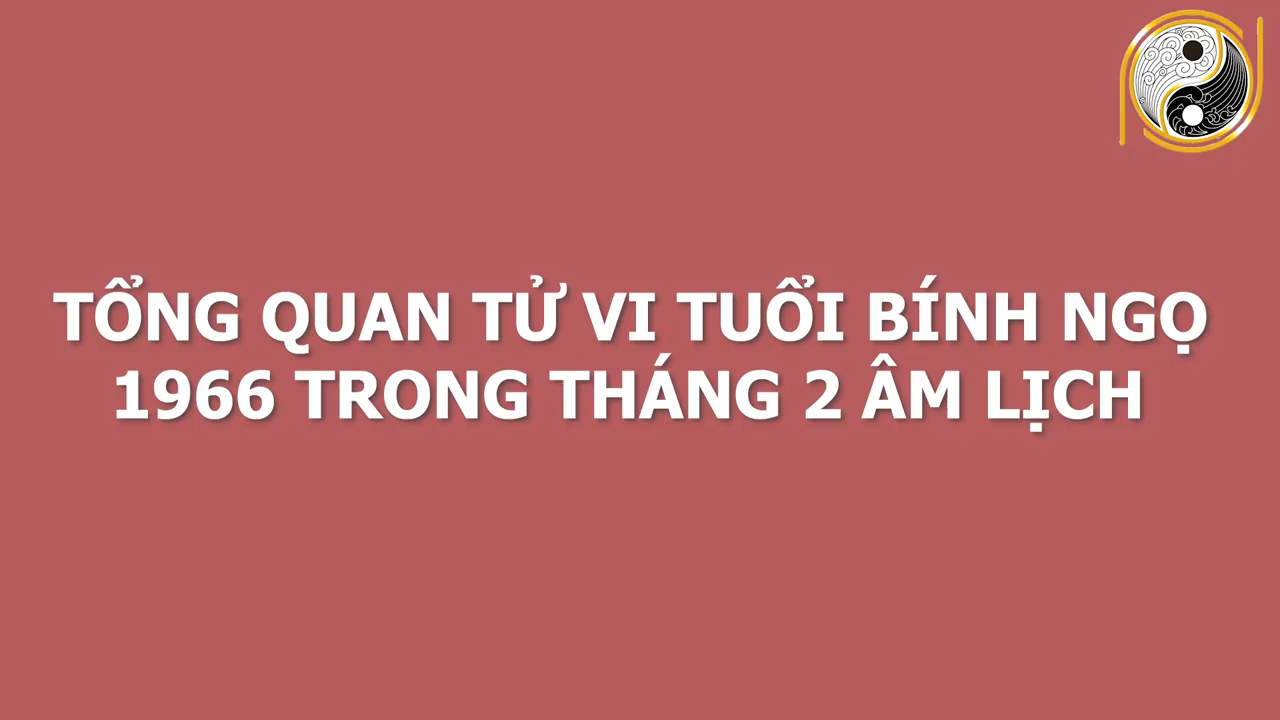 TỔNG QUAN TỬ VI TUỔI BÍNH NGỌ
1966 TRONG THÁNG 2 ÂM LỊCH